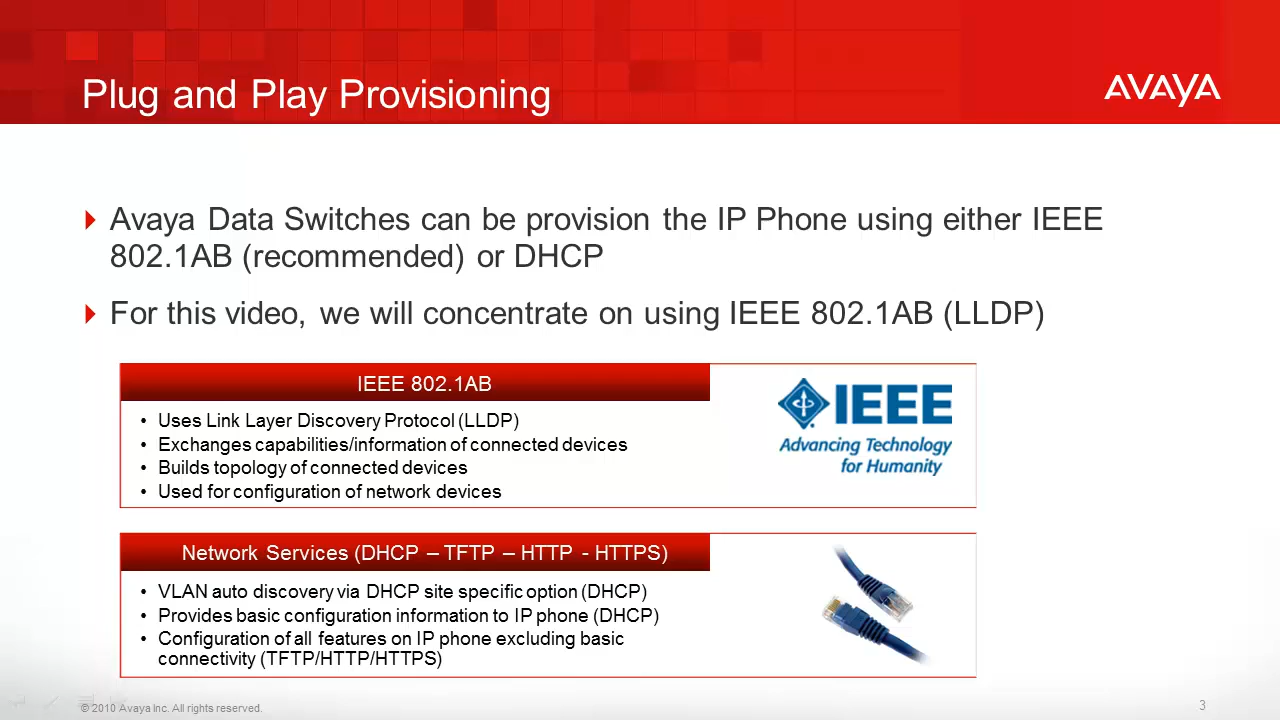 Plug and Play Provisioning
AVAYA
Avaya Data Switches can be provision the IP Phone using either IEEE
802.1AB (recommended) or DHCP
For this video, we will concentrate on using IEEE 802.1AB (LLDP)
IEEE 802.1AB
• Uses Link Layer Discovery Protocol (LLDP)
• Exchanges capabilities/information of connected devices
• Builds topology of connected devices
• Used for configuration of network devices
IEEE
Advancing Technology
for Humanity
Network Services (DHCP – TFTP – HTTP - HTTPS)
• VLAN auto discovery via DHCP site specific option (DHCP)
• Provides basic configuration information to IP phone (DHCP)
• Configuration of all features on IP phone excluding basic
connectivity (TFTP/HTTP/HTTPS)
© 2010 Avaya Inc. All rights reserved.
3